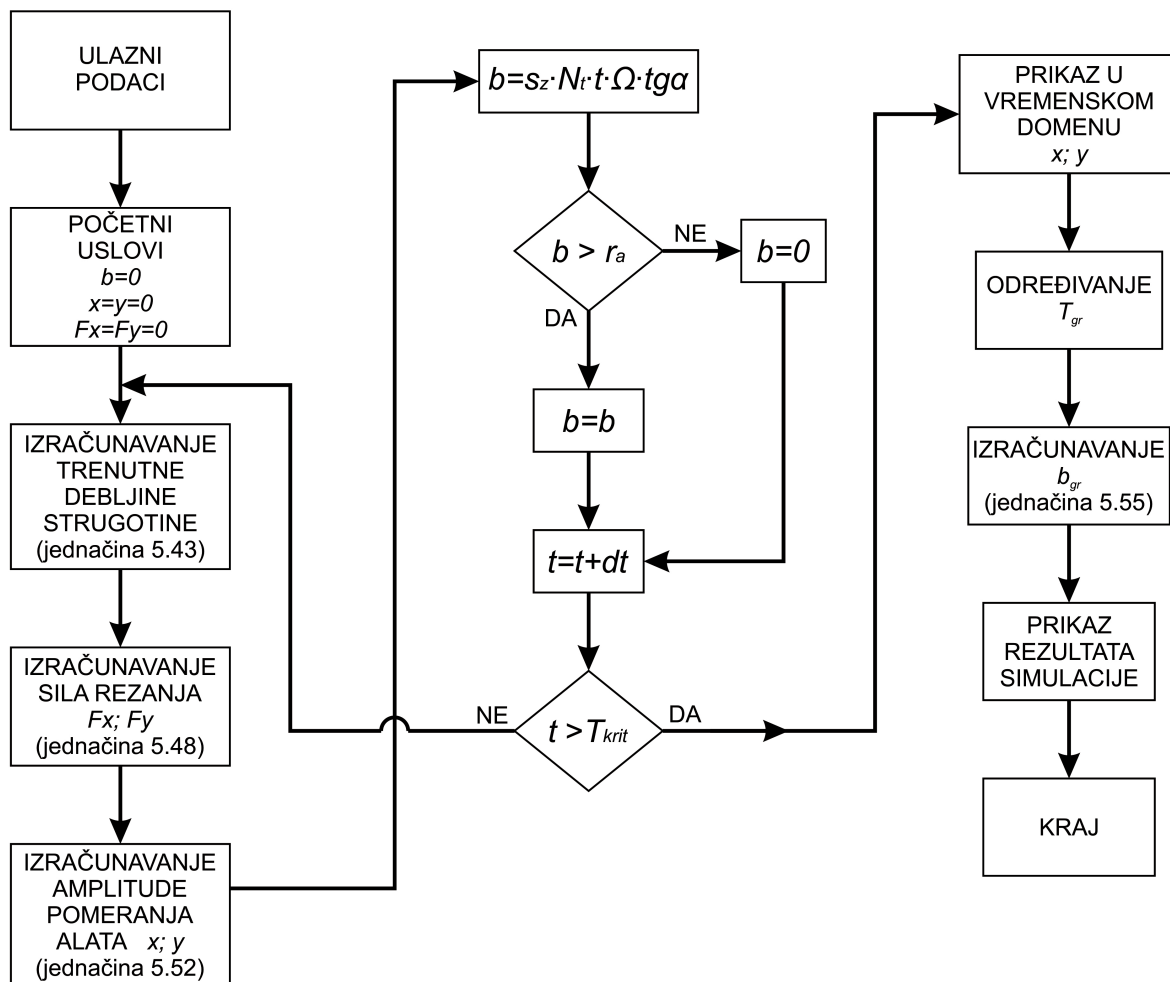 ULAZNI
PODACI
POČETNI
USLOVI
b=0
x=y=0
Fx=Fy=0
IZRAČUNAVANJE
TRENUTNE
DEBLJINE
STRUGOTINE
(jednačina 5.43)
IZRAČUNAVANJE
SILA REZANJA
Fx; Fy
(jednačina 5.48)
IZRAČUNAVANJE
AMPLITUDE
POMERANJA
ALATA x; y
(jednačina 5.52)
b=sz·Nt·t·Ω·tgα
b > ra
NE
b=0
DA
b=b
t=t+dt
NE
t >Tkrit
DA
PRIKAZ U
VREMENSKOM
DOMENU
x; y
ODREĐIVANJE
Tgr
IZRAČUNAVANJE
bgr
(jednačina 5.55)
PRIKAZ
REZULTATA
SIMULACIJE
KRAJ